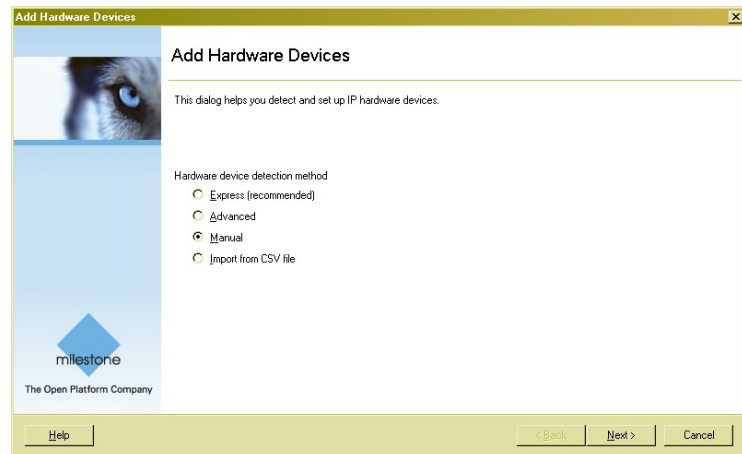 Add Hardware Devices
Add Hardware Devices
This dialog helps you detect and set up IP hardware devices.
Hardware device detection method
Express (recommended)
Advanced
Manual
Import from CSV file
milestone
The Open Platform Company
Help
< Back
Next >
Cancel